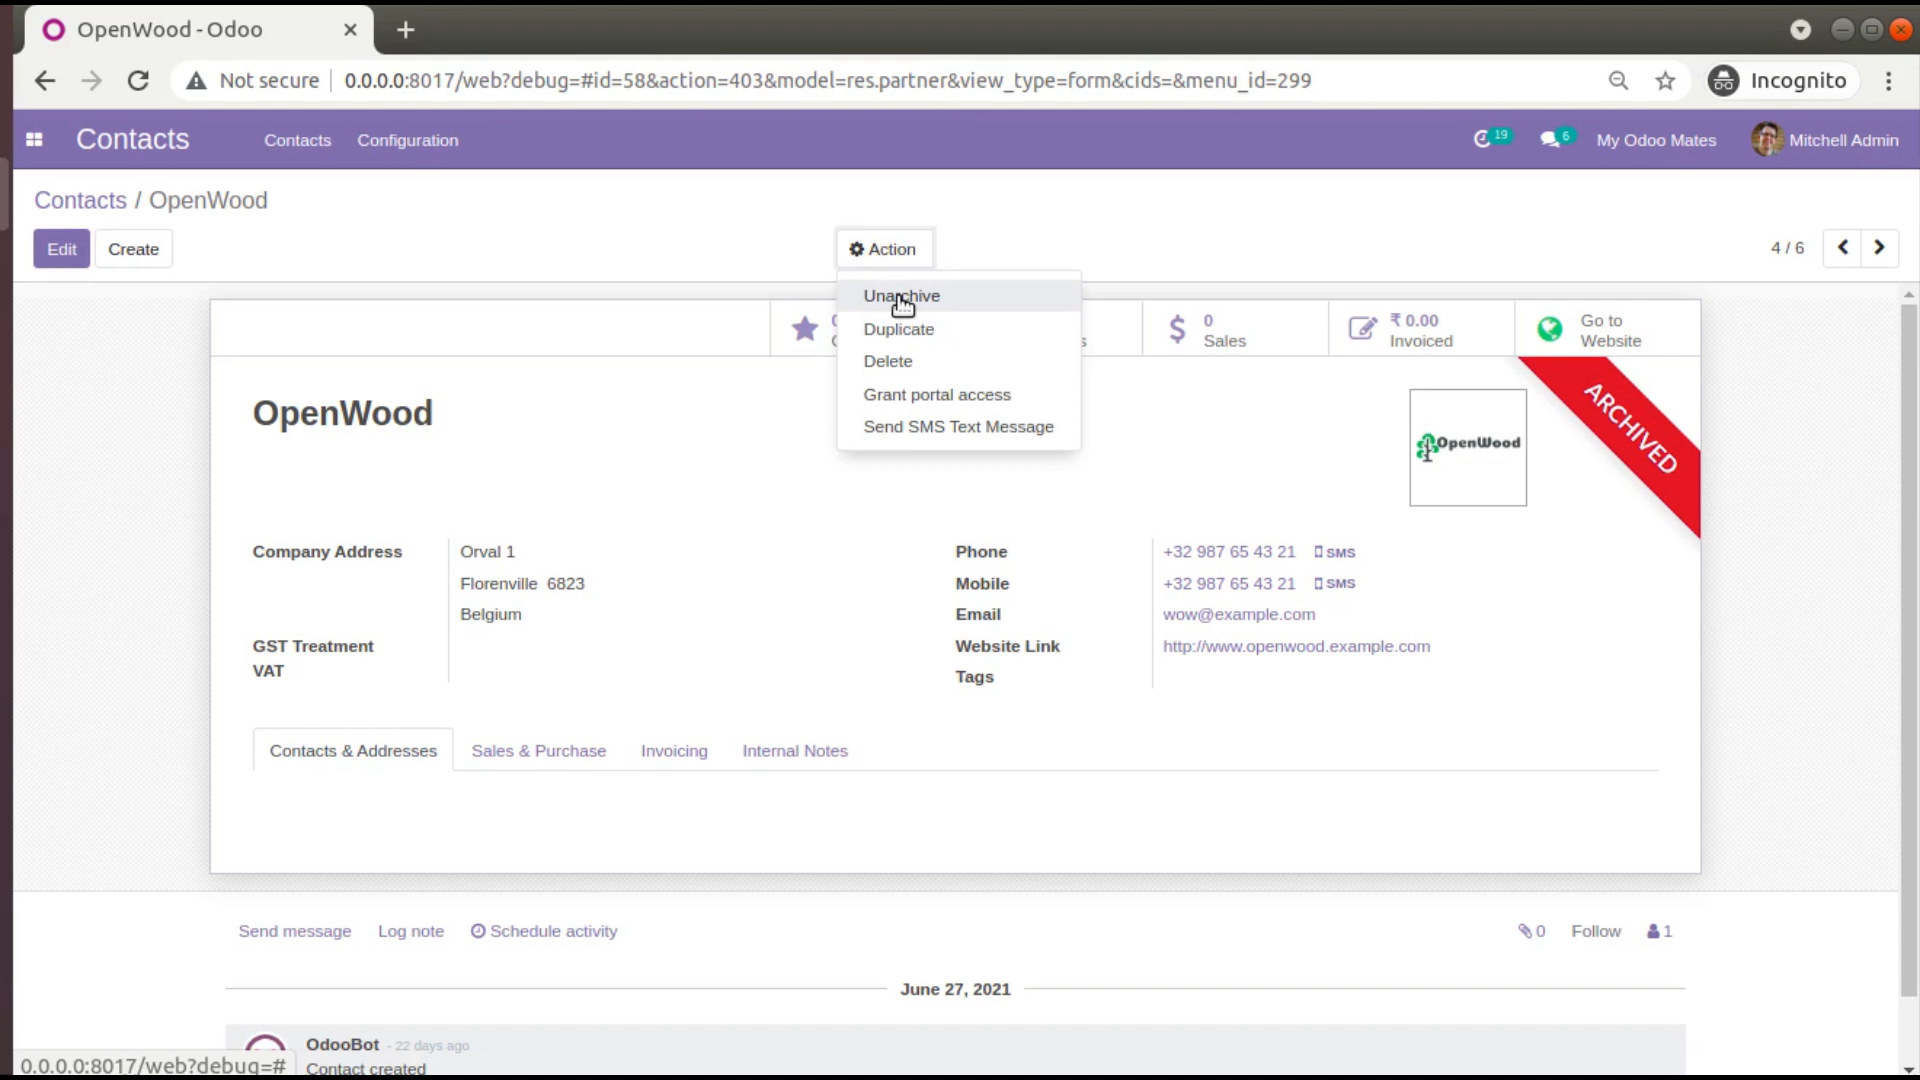 OpenWood - Odoo
Not secure 0.0.0.0:8017/web?debug=#id=58&action=403&model=res.partner&view_type=form&cids=&menu_id=299 Incognito
Contacts Contacts Configuration 19 6 My Odoo Mates Mitchell Admin
Contacts / OpenWood
Edit Create Action 4 / 6
Unarchive
Duplicate
Delete
Grant portal access
Send SMS Text Message
0
Sales
₹ 0.00
Invoiced
Go to
Website
ARCHIVED
OpenWood
OpenWood
Company Address Orval 1
Florenville 6823
Belgium
GST Treatment
VAT
Phone +32 987 65 43 21 SMS
Mobile +32 987 65 43 21 SMS
Email wow@example.com
Website Link http://www.openwood.example.com
Tags
Contacts & Addresses Sales & Purchase Invoicing Internal Notes
Send message Log note Schedule activity 0 Follow 1
June 27, 2021
OdooBot - 22 days ago
Contact created
0.0.0.0:8017/web?debug=#